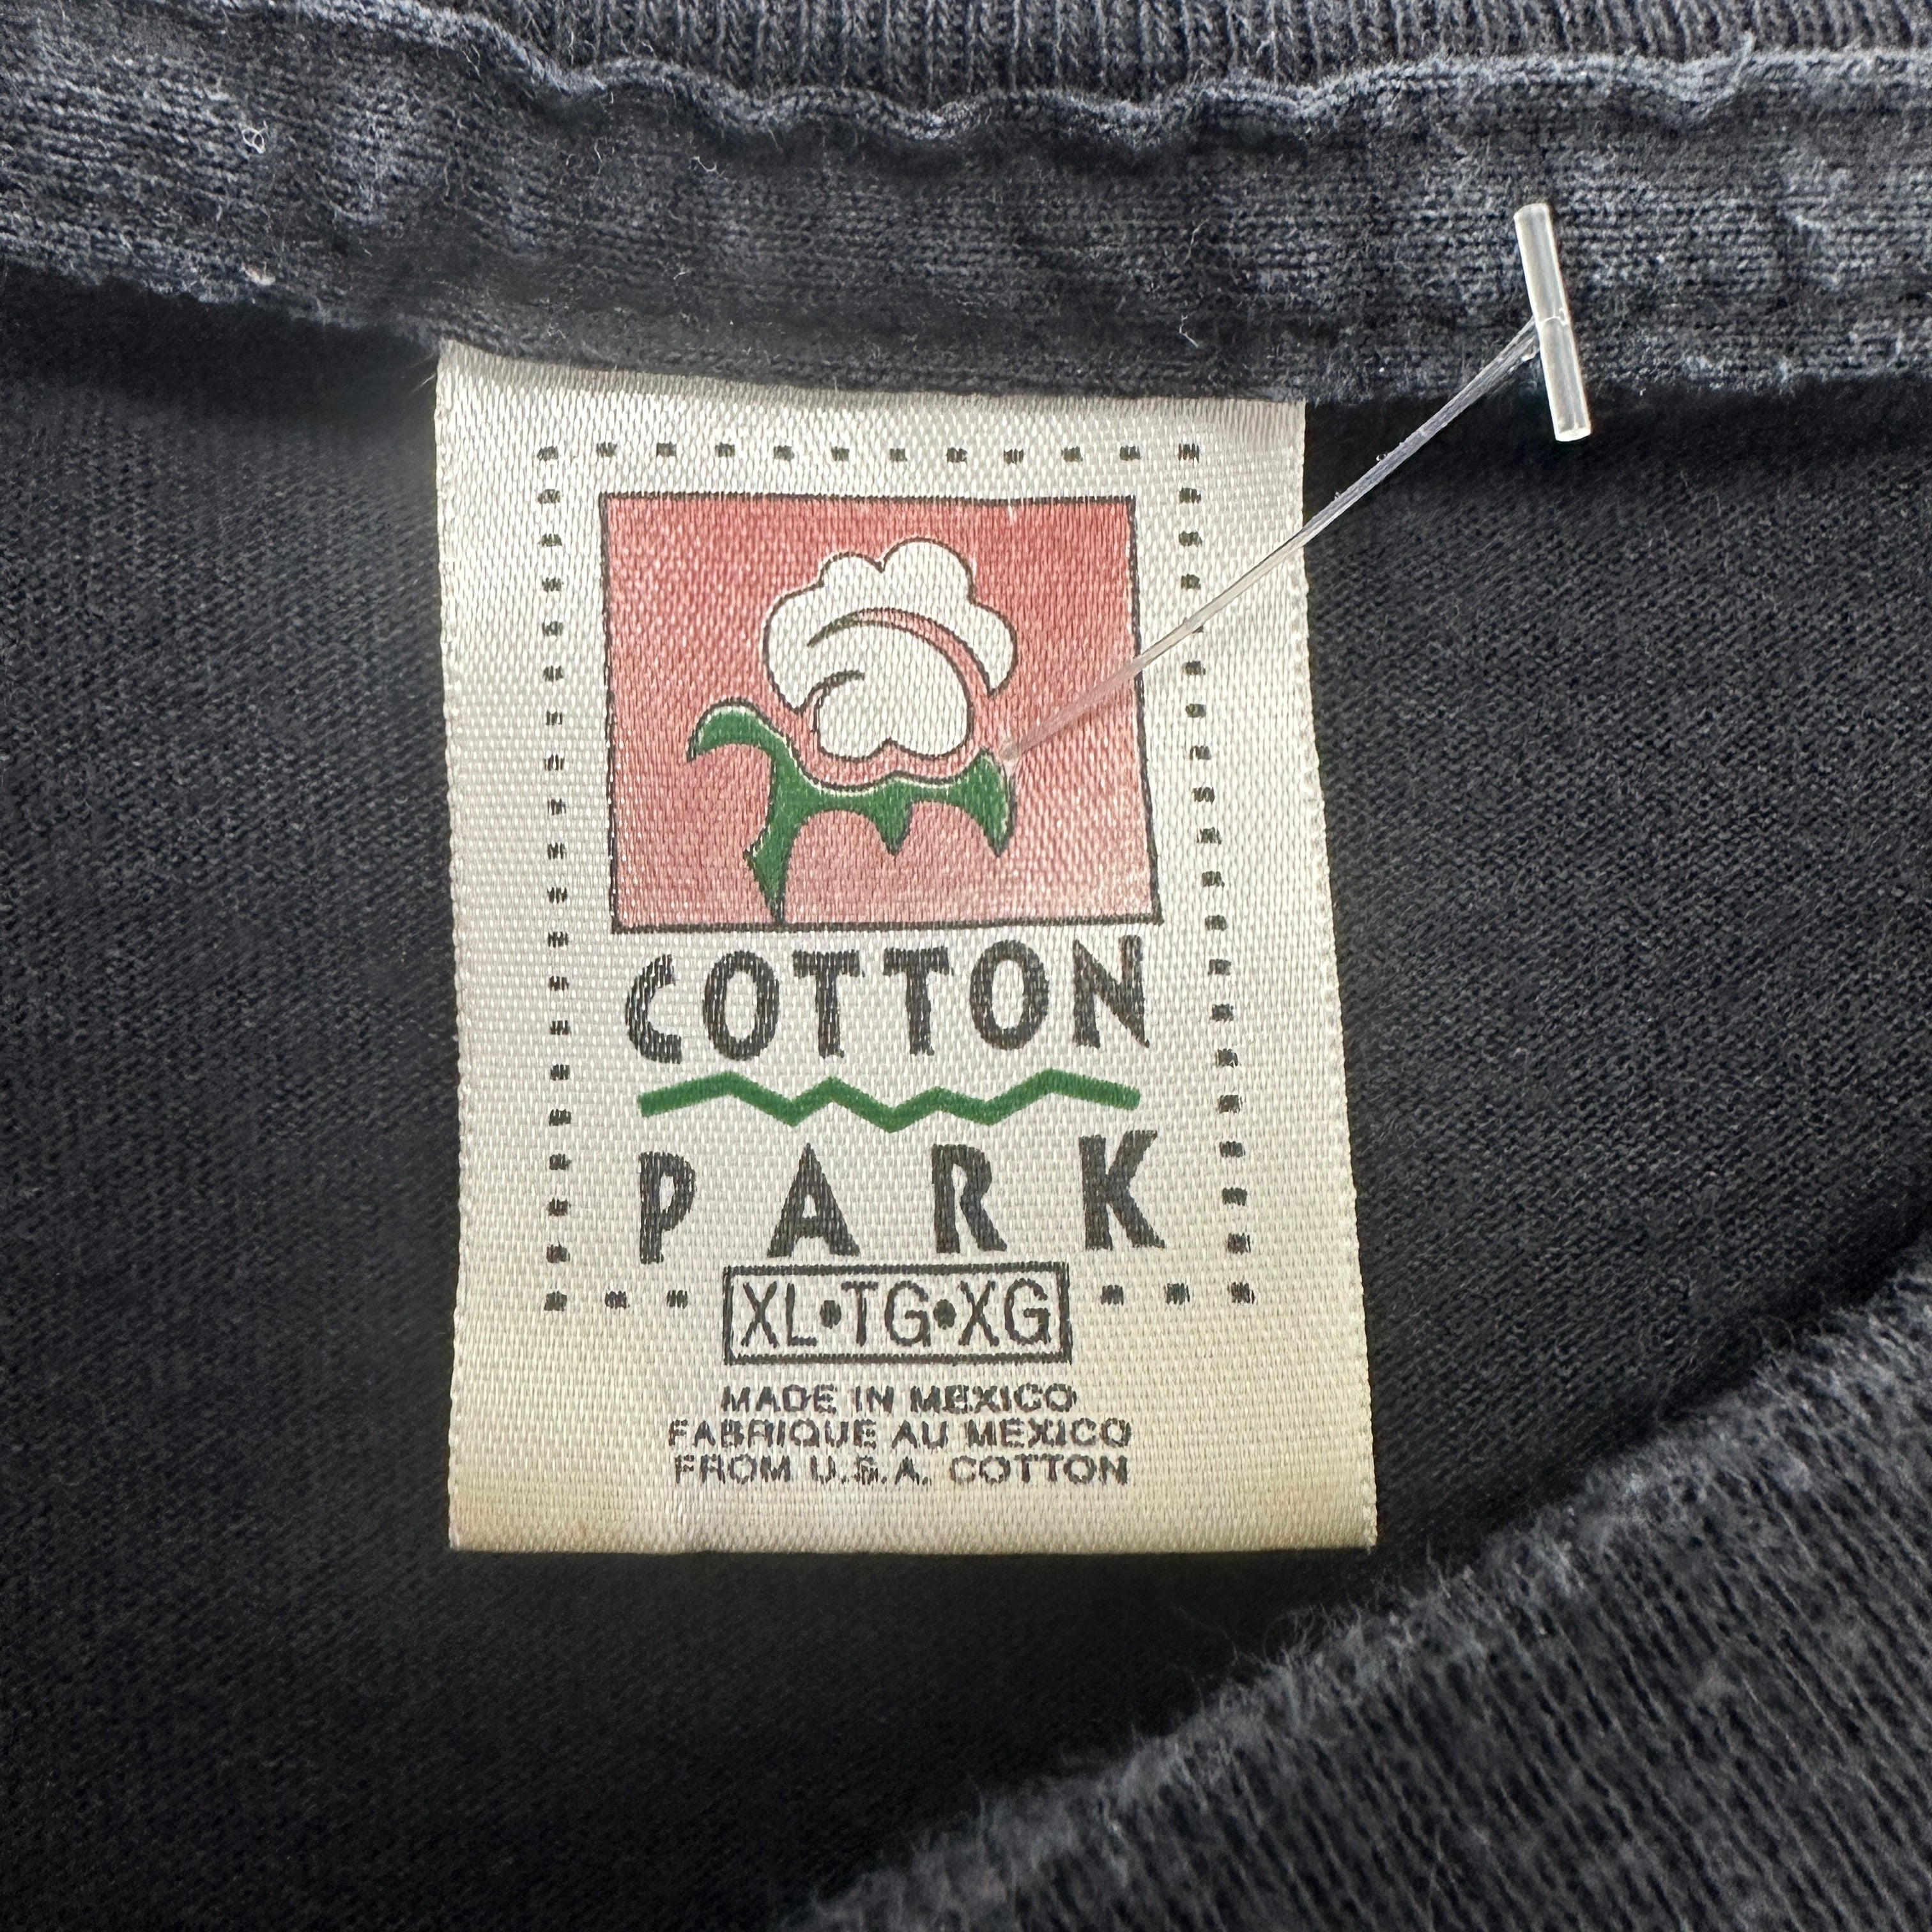 COTTON
PARK
XL•TG•XG
MADE IN MEXICO
FABRIQUE AU MEXICO
FROM U.S.A. COTTON